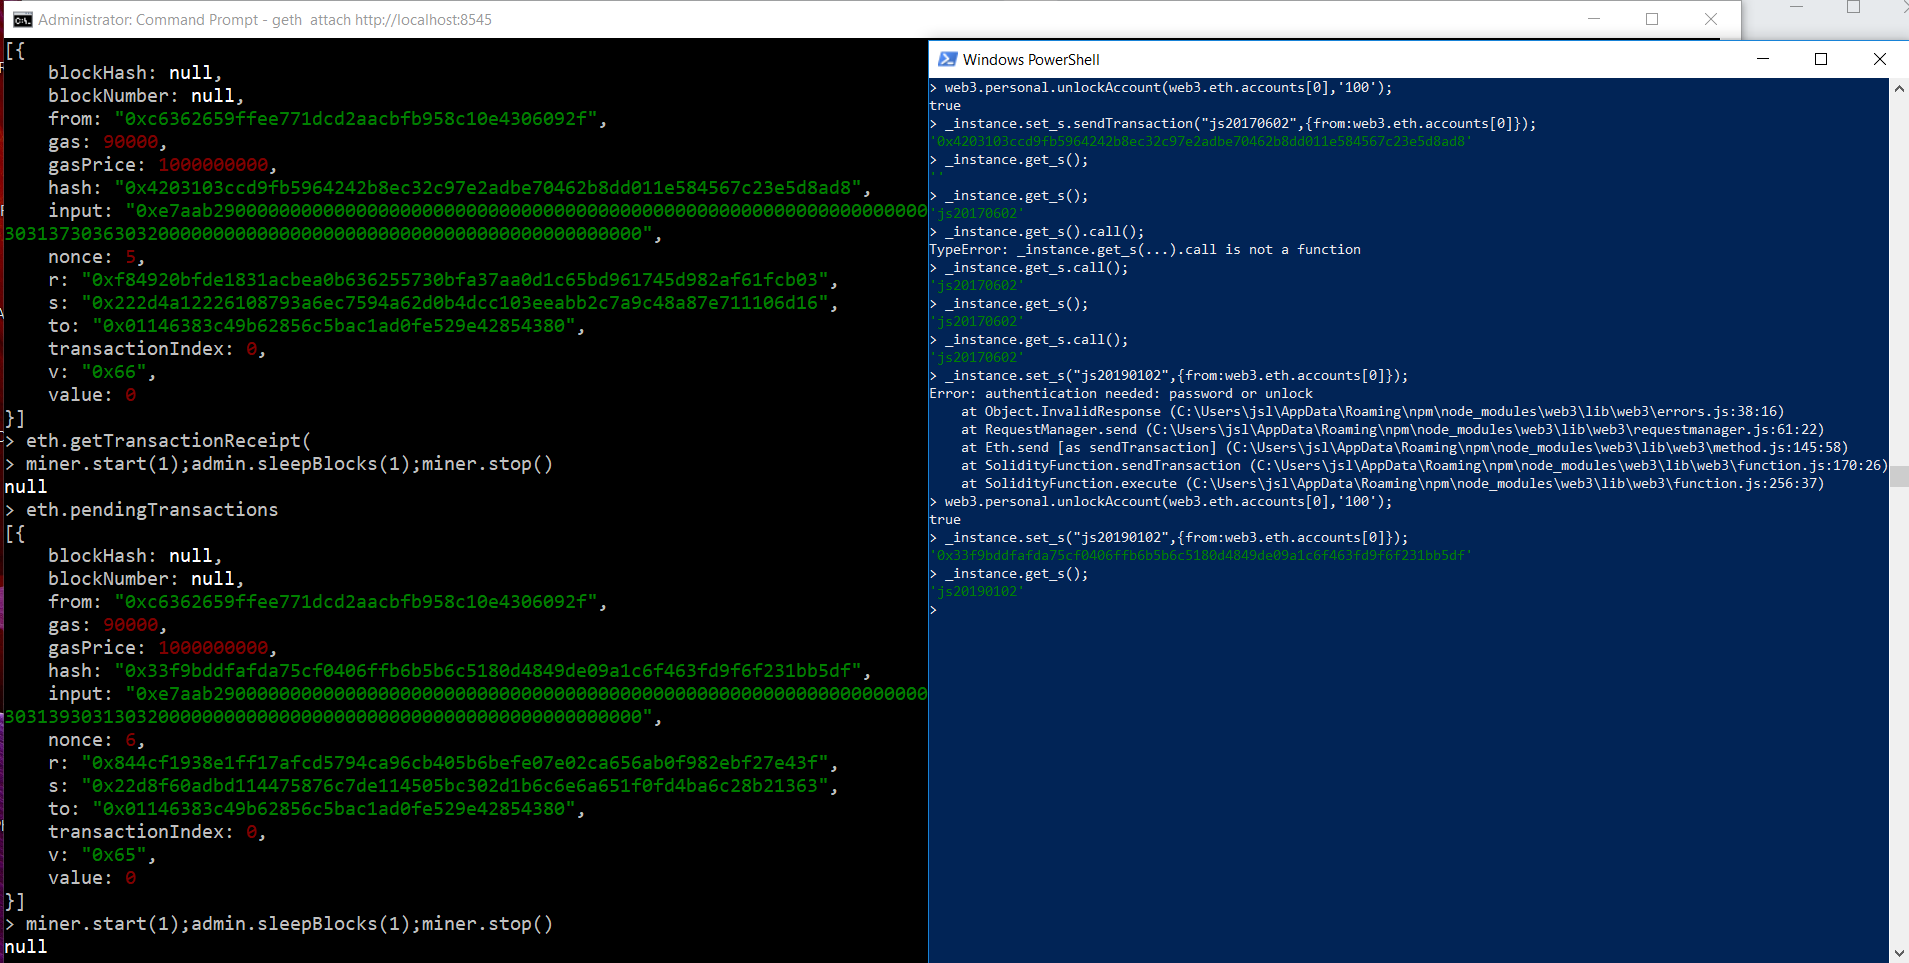 Administrator: Command Prompt - geth  attach http://localhost:8545
[{
    blockHash: null,
    blockNumber: null,
    from: "0xc6362659ffee771dcd2aacbfb958c10e4306092f",
    gas: 90000,
    gasPrice: 1000000000,
    hash: "0x4203103ccd9fb5964242b8ec32c97e2adbe70462b8dd011e584567c23e5d8ad8",
    input: "0xe7aab290000000000000000000000000000000000000000000000000000000000000000
30313730363032000000000000000000000000000000000000000000000",
    nonce: 5,
    r: "0xf84920bfde1831acbea0b636255730bfa37aa0d1c65bd961745d982af61fcb03",
    s: "0x222d4a12226108793a6ec7594a62d0b4dcc103eeabb2c7a9c48a87e711106d16",
    to: "0x01146383c49b62856c5bac1ad0fe529e42854380",
    transactionIndex: 0,
    v: "0x66",
    value: 0
}]
> eth.getTransactionReceipt(
> miner.start(1);admin.sleepBlocks(1);miner.stop()
null
> eth.pendingTransactions
[{
    blockHash: null,
    blockNumber: null,
    from: "0xc6362659ffee771dcd2aacbfb958c10e4306092f",
    gas: 90000,
    gasPrice: 1000000000,
    hash: "0x33f9bddfafda75cf0406ffb6b5b6c5180d4849de09a1c6f463fd9f6f231bb5df",
    input: "0xe7aab290000000000000000000000000000000000000000000000000000000000000000
30313930313032000000000000000000000000000000000000000000000",
    nonce: 6,
    r: "0x844cf1938e1ff17afcd5794ca96cb405b6befe07e02ca656ab0f982ebf27e43f",
    s: "0x22d8f60adbd114475876c7de114505bc302d1b6c6e6a651f0fd4ba6c28b21363",
    to: "0x01146383c49b62856c5bac1ad0fe529e42854380",
    transactionIndex: 0,
    v: "0x65",
    value: 0
}]
> miner.start(1);admin.sleepBlocks(1);miner.stop()
null
Windows PowerShell
> web3.personal.unlockAccount(web3.eth.accounts[0],'100');
true
> _instance.set_s.sendTransaction("js20170602",{from:web3.eth.accounts[0]});
'0x4203103ccd9fb5964242b8ec32c97e2adbe70462b8dd011e584567c23e5d8ad8'
> _instance.get_s();
''
> _instance.get_s();
'js20170602'
> _instance.get_s().call();
TypeError: _instance.get_s(...).call is not a function
> _instance.get_s.call();
'js20170602'
> _instance.get_s();
'js20170602'
> _instance.get_s.call();
'js20170602'
> _instance.set_s("js20190102",{from:web3.eth.accounts[0]});
Error: authentication needed: password or unlock
    at Object.InvalidResponse (C:\Users\jsl\AppData\Roaming\npm\node_modules\web3\lib\web3\errors.js:38:16)
    at RequestManager.send (C:\Users\jsl\AppData\Roaming\npm\node_modules\web3\lib\web3\requestmanager.js:61:22)
    at Eth.send [as sendTransaction] (C:\Users\jsl\AppData\Roaming\npm\node_modules\web3\lib\web3\method.js:145:58)
    at SolidityFunction.sendTransaction (C:\Users\jsl\AppData\Roaming\npm\node_modules\web3\lib\web3\function.js:170:26)
    at SolidityFunction.execute (C:\Users\jsl\AppData\Roaming\npm\node_modules\web3\lib\web3\function.js:256:37)
> web3.personal.unlockAccount(web3.eth.accounts[0],'100');
true
> _instance.set_s("js20190102",{from:web3.eth.accounts[0]});
'0x33f9bddfafda75cf0406ffb6b5b6c5180d4849de09a1c6f463fd9f6f231bb5df'
> _instance.get_s();
'js20190102'
>